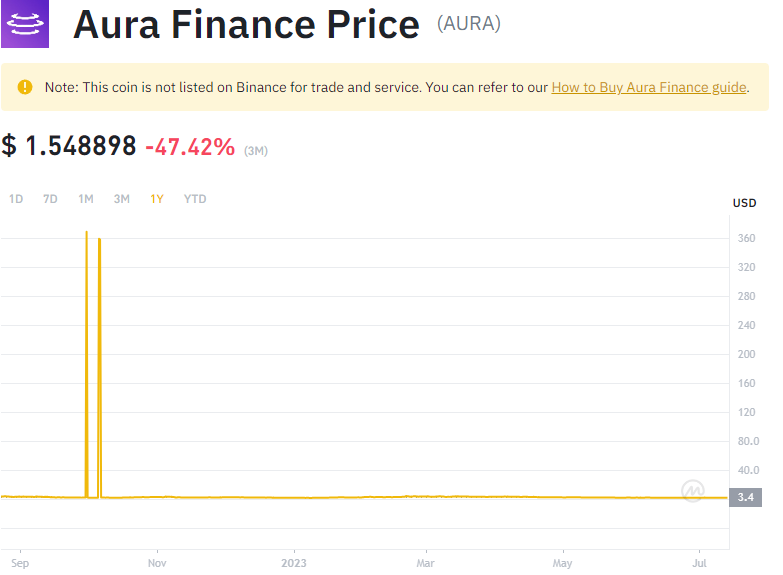 Aura Finance Price (AURA)
Note: This coin is not listed on Binance for trade and service. You can refer to our How to Buy Aura Finance guide.
$ 1.548898 -47.42% (3M)
1D 7D 1M 3M 1Y YTD
USD
360
320
280
240
200
160
120
80.0
40.0
3.4
Sep Nov 2023 Mar May Jul